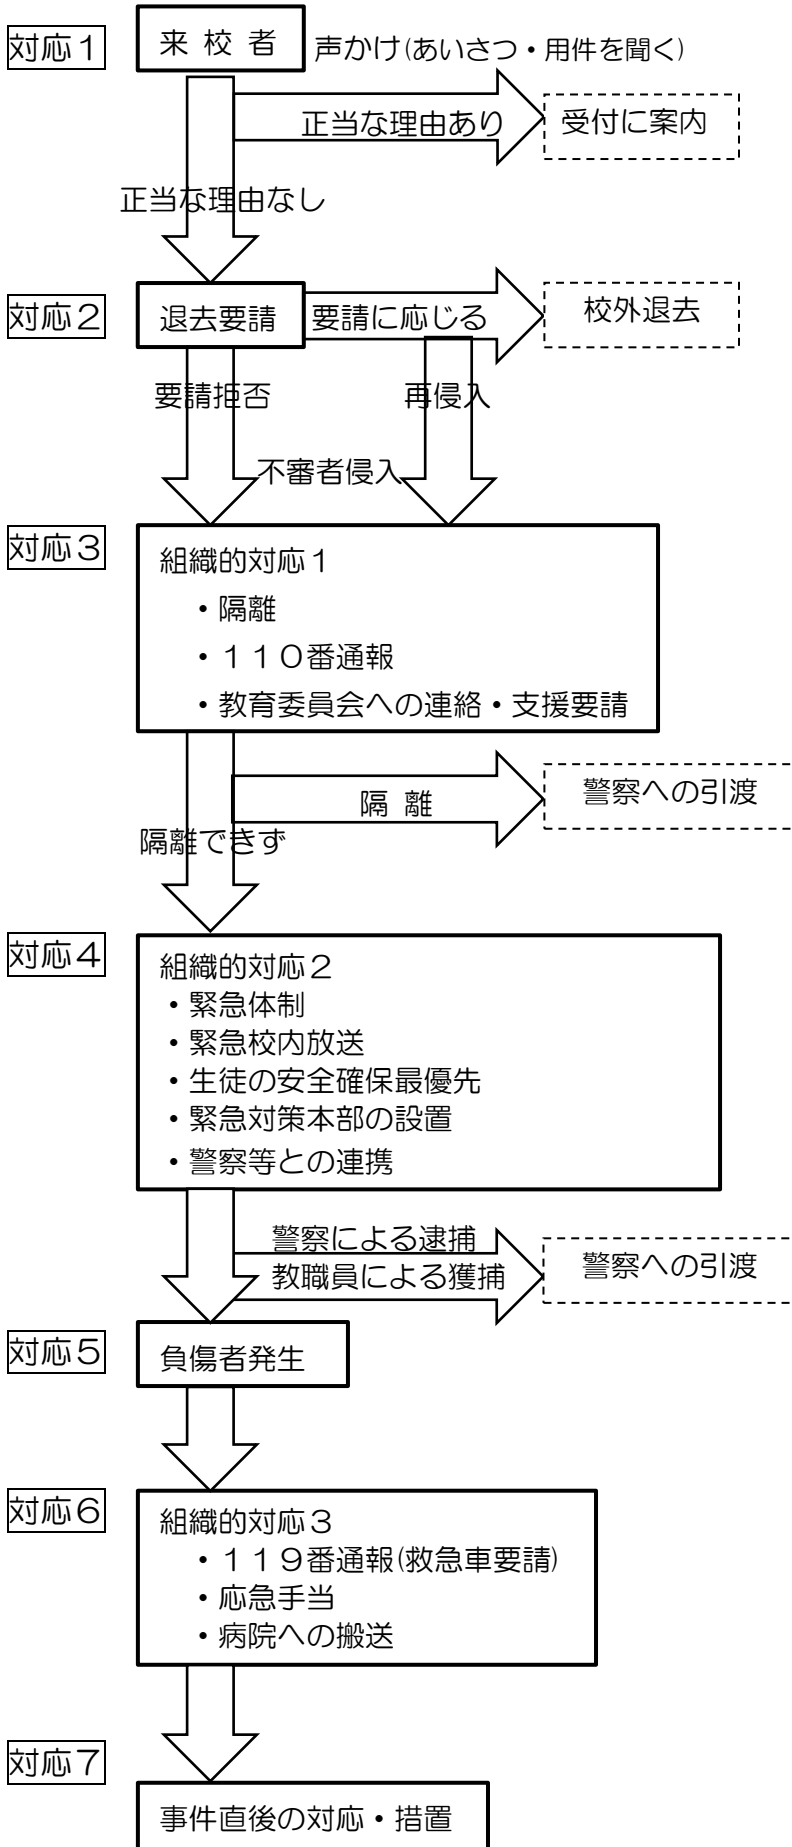 対応１
来 校 者
声かけ(あいさつ・用件を聞く)
正当な理由あり
受付に案内
正当な理由なし
対応２
退去要請
要請に応じる
校外退去
要請拒否
再侵入
不審者侵入
対応３
組織的対応１
・隔離
・１１０番通報
・教育委員会への連絡・支援要請
隔 離
警察への引渡
隔離できず
対応４
組織的対応２
・緊急体制
・緊急校内放送
・生徒の安全確保最優先
・緊急対策本部の設置
・警察等との連携
警察による逮捕
教職員による獲捕
警察への引渡
対応５
負傷者発生
対応６
組織的対応３
・１１９番通報(救急車要請)
・応急手当
・病院への搬送
対応７
事件直後の対応・措置